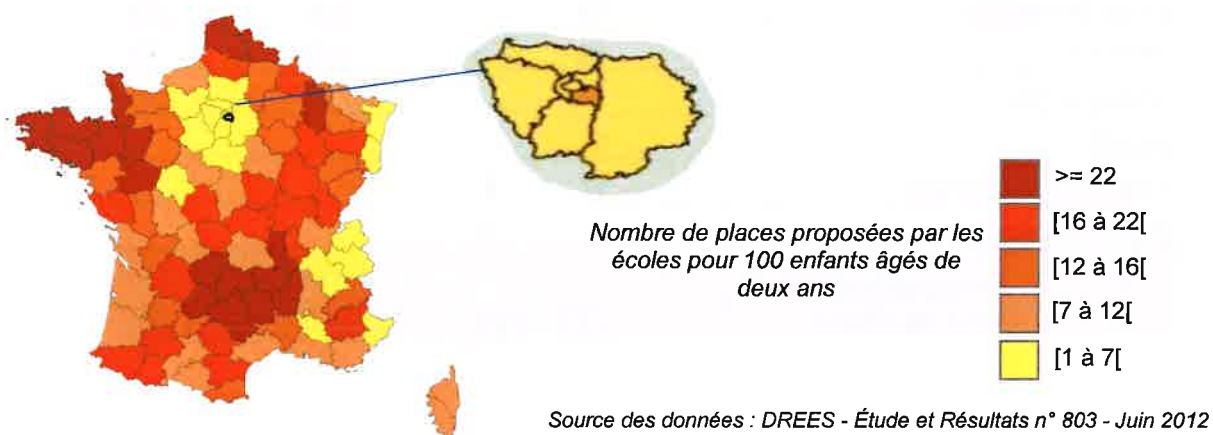 Nombre de places proposées par les
écoles pour 100 enfants âgés de
deux ans
>= 22
[16 à 22[
[12 à 16[
[7 à 12[
[1 à 7[
Source des données : DREES - Étude et Résultats n° 803 - Juin 2012